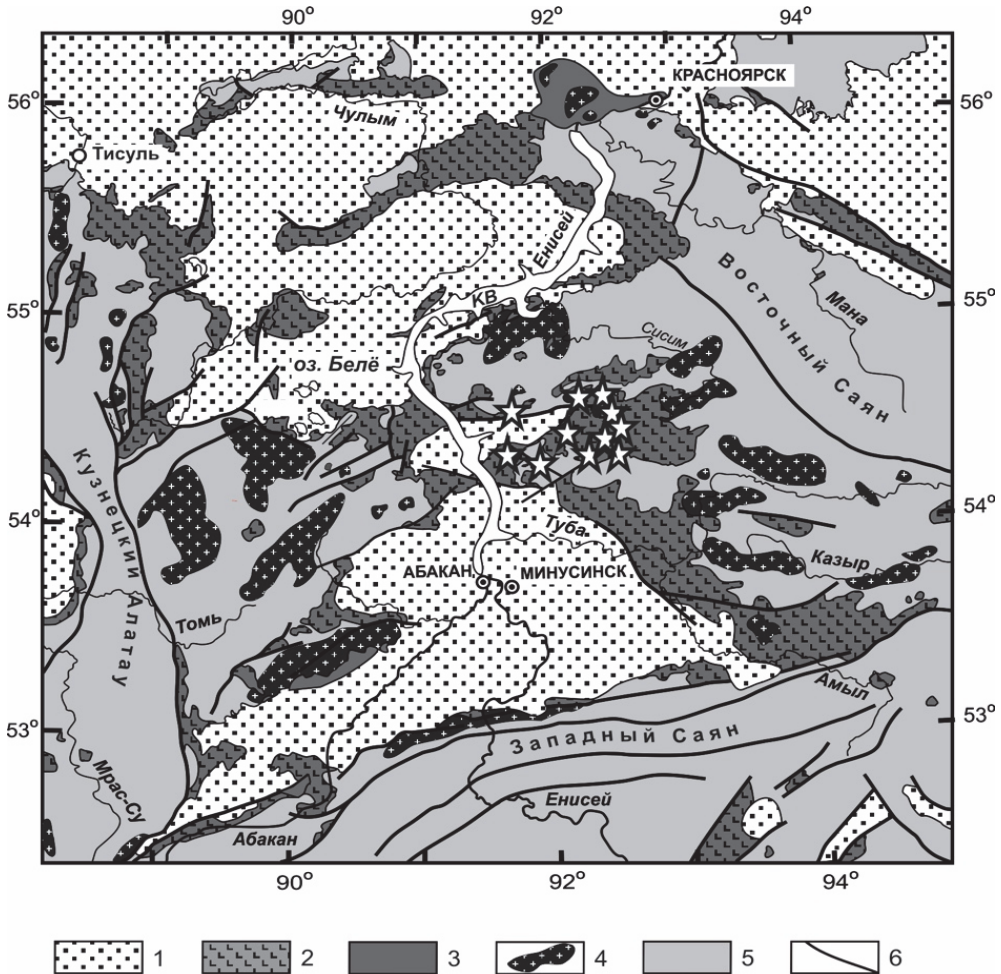 90° 92° 94°
КРАСНОЯРСК
56° 56°
Чулым
Тисуль
Енисей
Восточный Саян
Мана
КВ
55° 55°
Сисим
оз. Белё
Кузнецкий Алатау
54° 54°
Туба
Казыр
АБАКАН МИНУСИНСК
Томь
Амыл
53° 53°
Западный Саян
Мрас-Су
Енисей
Абакан
90° 92° 94°
1 2 3 4 5 6